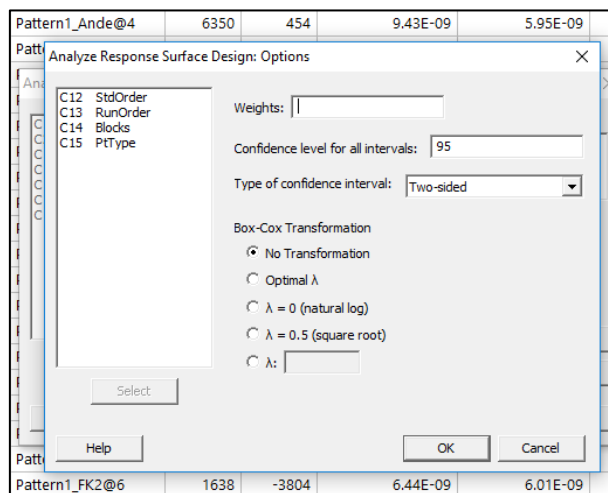 Pattern1_Ande@4 6350 454 9.43E-09 5.95E-09
Analyze Response Surface Design: Options
C12 StdOrder
C13 RunOrder
C14 Blocks
C15 PtType
Weights:
Confidence level for all intervals: 95
Type of confidence interval: Two-sided
Box-Cox Transformation
No Transformation
Optimal λ
λ = 0 (natural log)
λ = 0.5 (square root)
λ:
Select
Help OK Cancel
Pattern1_FK2@6 1638 -3804 6.44E-09 6.01E-09